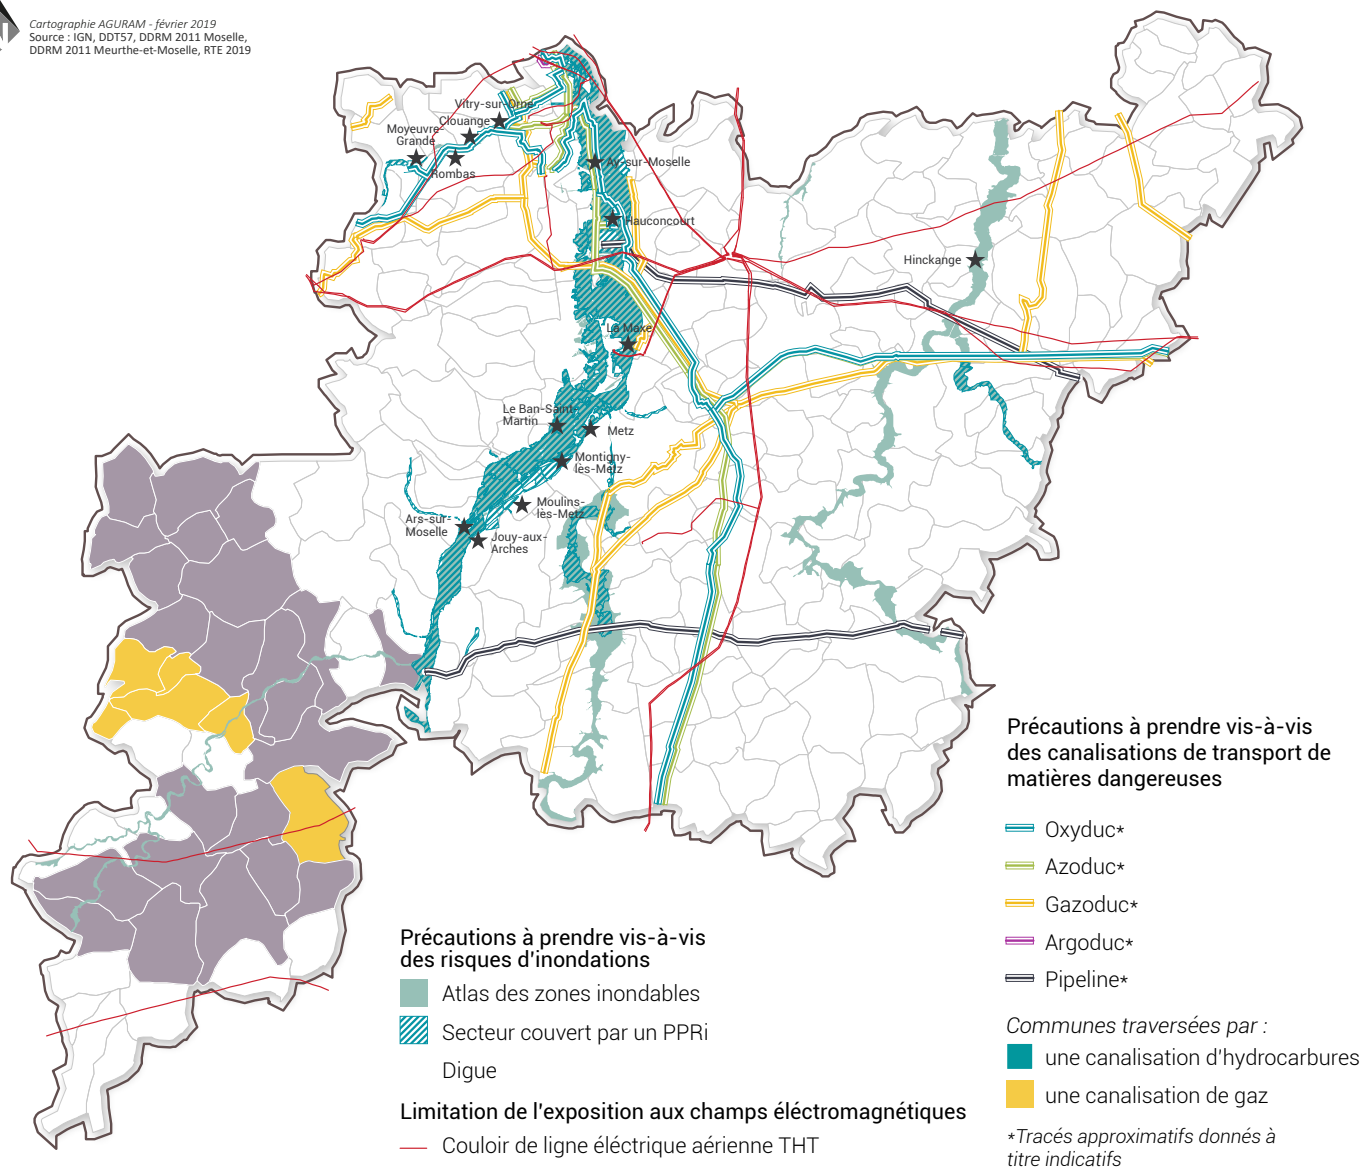 Cartographie AGURAM - février 2019
Source : IGN, DDT57, DDRM 2011 Moselle,
DDRM 2011 Meurthe-et-Moselle, RTE 2019
Vitry-sur-Orne
Clouange
Moyeuvre-
Grande
Rombas
Ay-sur-Moselle
Hauconcourt
Hinckange
La Maxe
Le Ban-Saint-
Martin
Metz
Montigny-
lès-Metz
Moulins-
lès-Metz
Ars-sur-
Moselle
Jouy-aux-
Arches
Précautions à prendre vis-à-vis
des canalisations de transport de
matières dangereuses
Oxyduc*
Azoduc*
Gazoduc*
Argoduc*
Pipeline*
Communes traversées par :
une canalisation d'hydrocarbures
une canalisation de gaz
*Tracés approximatifs donnés à
titre indicatifs
Précautions à prendre vis-à-vis
des risques d'inondations
Atlas des zones inondables
Secteur couvert par un PPRi
Digue
Limitation de l'exposition aux champs éléctromagnétiques
Couloir de ligne éléctrique aérienne THT